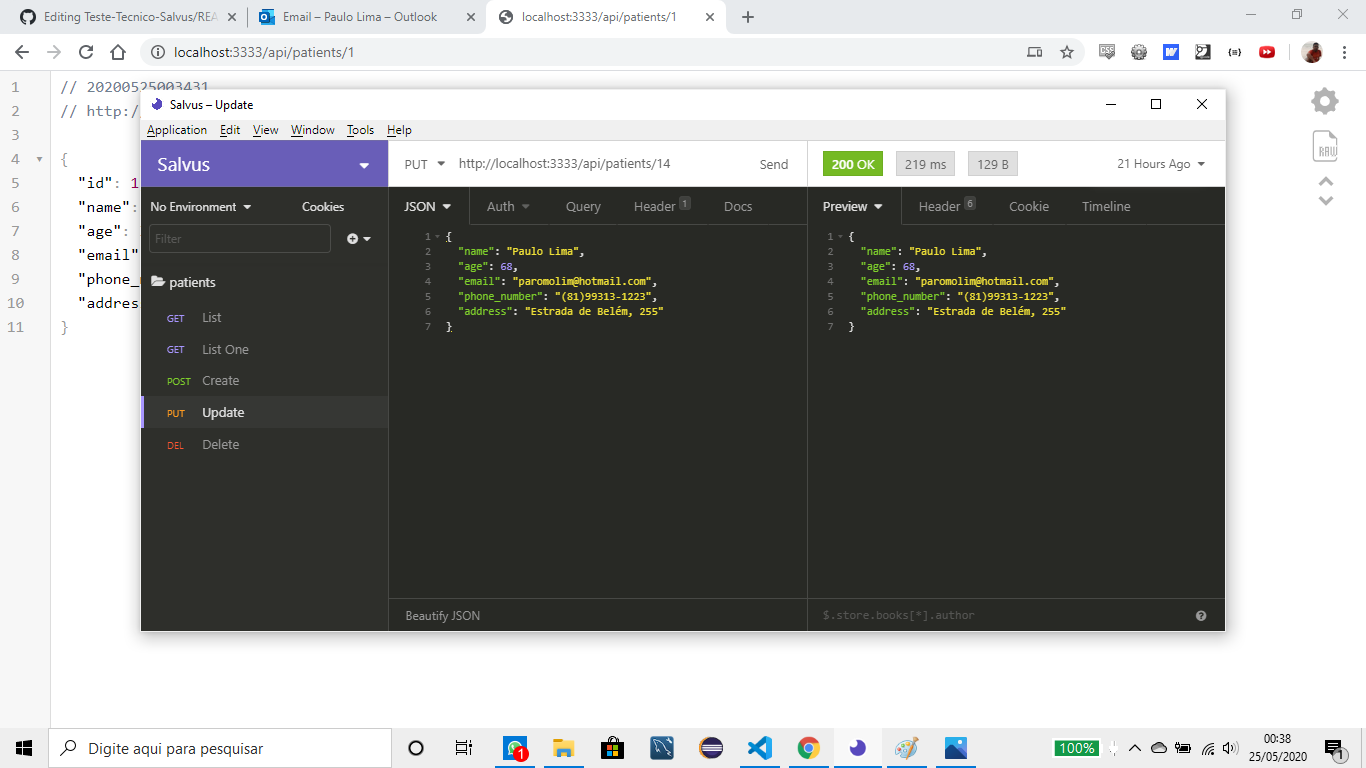 Editing Teste-Tecnico-Salvus/REA
Email – Paulo Lima – Outlook
localhost:3333/api/patients/1
localhost:3333/api/patients/1
1 // 20200525003431
2 // http:/
3
4 {
5 "id": 1
6 "name":
7 "age":
8 "email"
9 "phone_
10 "addres
11 }
RAW
Salvus – Update
Application Edit View Window Tools Help
Salvus
PUT http://localhost:3333/api/patients/14 Send
200 OK 219 ms 129 B 21 Hours Ago
No Environment Cookies
JSON Auth Query Header 1 Docs
Preview Header 6 Cookie Timeline
Filter
patients
GET List
GET List One
POST Create
PUT Update
DEL Delete
1 {
2 "name": "Paulo Lima",
3 "age": 68,
4 "email": "paromolim@hotmail.com",
5 "phone_number": "(81)99313-1223",
6 "address": "Estrada de Belém, 255"
7 }
1 {
2 "name": "Paulo Lima",
3 "age": 68,
4 "email": "paromolim@hotmail.com",
5 "phone_number": "(81)99313-1223",
6 "address": "Estrada de Belém, 255"
7 }
Beautify JSON
$.store.books[*].author
Digite aqui para pesquisar
1
100%
00:38
25/05/2020
1